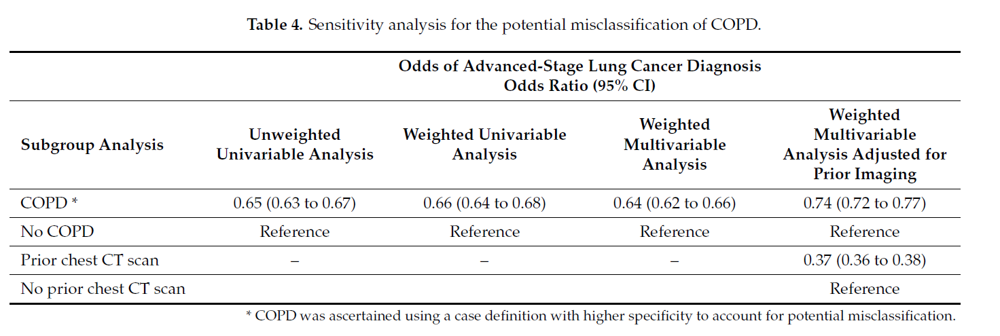 Table 4. Sensitivity analysis for the potential misclassification of COPD.
Odds of Advanced-Stage Lung Cancer Diagnosis
Odds Ratio (95% CI)
Subgroup Analysis
Unweighted
Univariable Analysis
Weighted Univariable
Analysis
Weighted
Multivariable
Analysis
Weighted
Multivariable
Analysis Adjusted for
Prior Imaging
COPD * 0.65 (0.63 to 0.67) 0.66 (0.64 to 0.68) 0.64 (0.62 to 0.66) 0.74 (0.72 to 0.77)
No COPD Reference Reference Reference Reference
Prior chest CT scan – – – 0.37 (0.36 to 0.38)
No prior chest CT scan Reference
* COPD was ascertained using a case definition with higher specificity to account for potential misclassification.